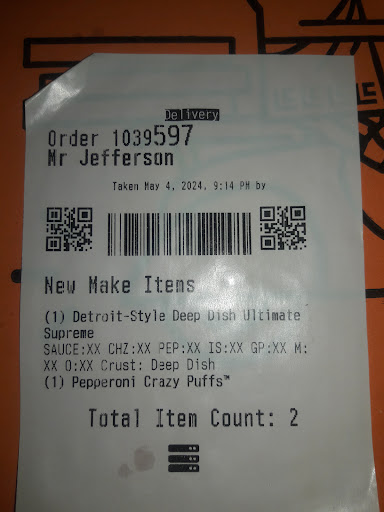 Delivery
Order 1039597
Mr Jefferson
Taken May 4, 2024, 9:14 PM by
New Make Items
(1) Detroit-Style Deep Dish Ultimate
Supreme
SAUCE:XX CHZ:XX PEP:XX IS:XX GP:XX M:
XX O:XX Crust: Deep Dish
(1) Pepperoni Crazy Puffs™
Total Item Count: 2